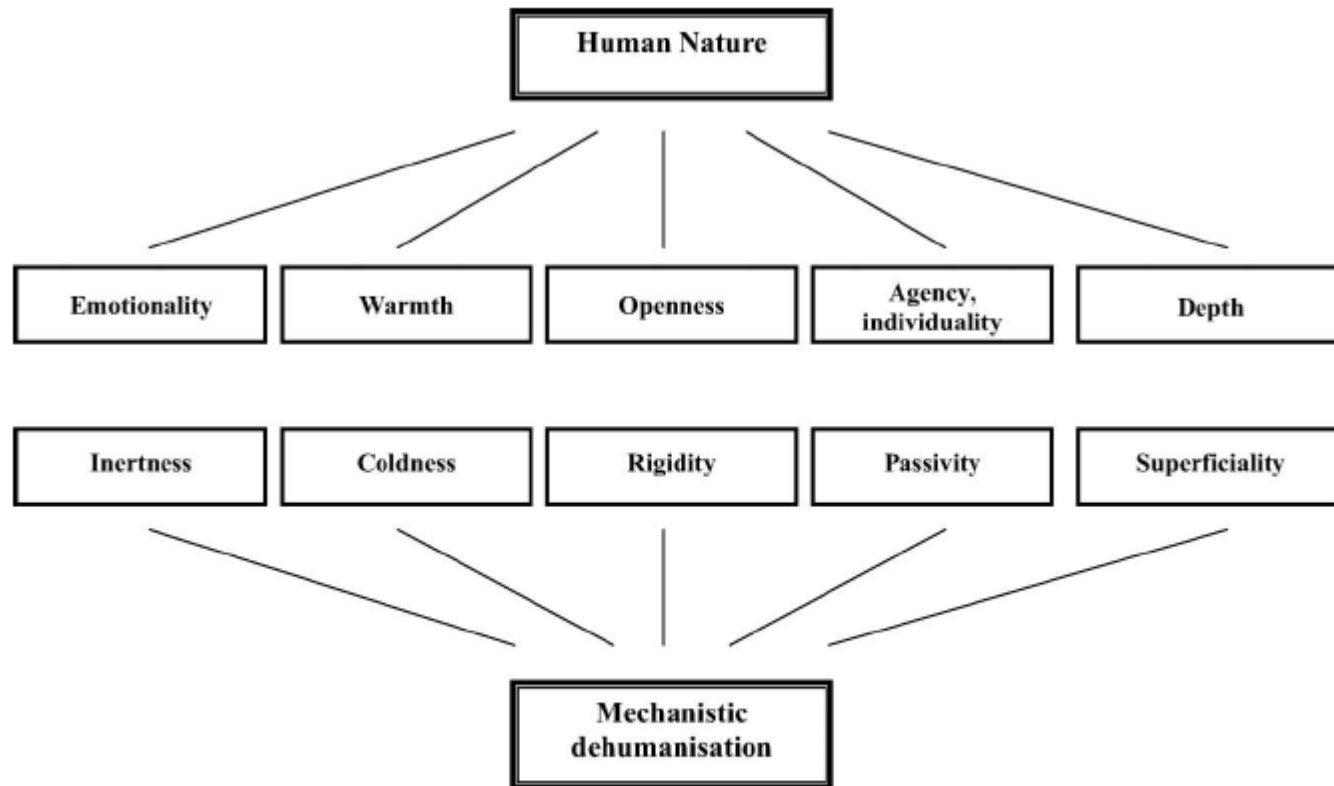 Human Nature
Emotionality
Warmth
Openness
Agency,
individuality
Depth
Inertness
Coldness
Rigidity
Passivity
Superficiality
Mechanistic
dehumanisation